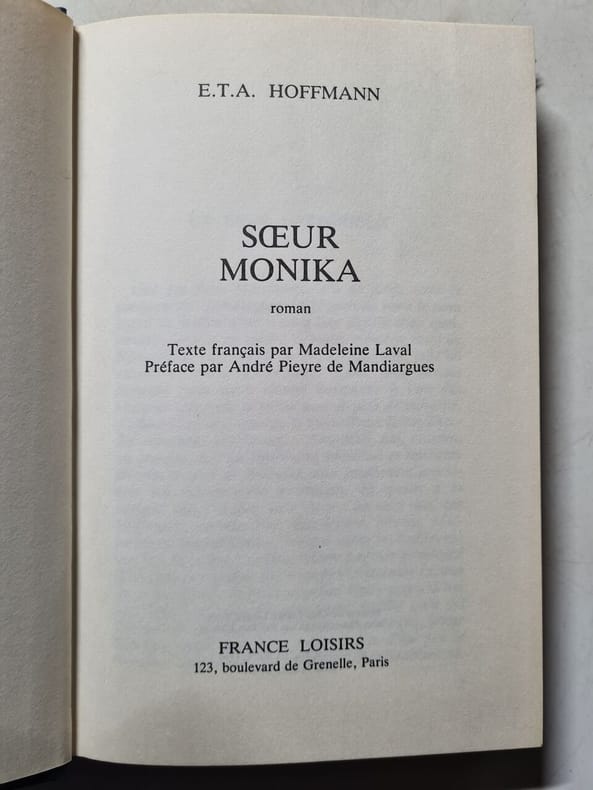 E.T.A. HOFFMANN
SŒUR
MONIKA
roman
Texte français par Madeleine Laval
Préface par André Pieyre de Mandiargues
FRANCE LOISIRS
123, boulevard de Grenelle, Paris